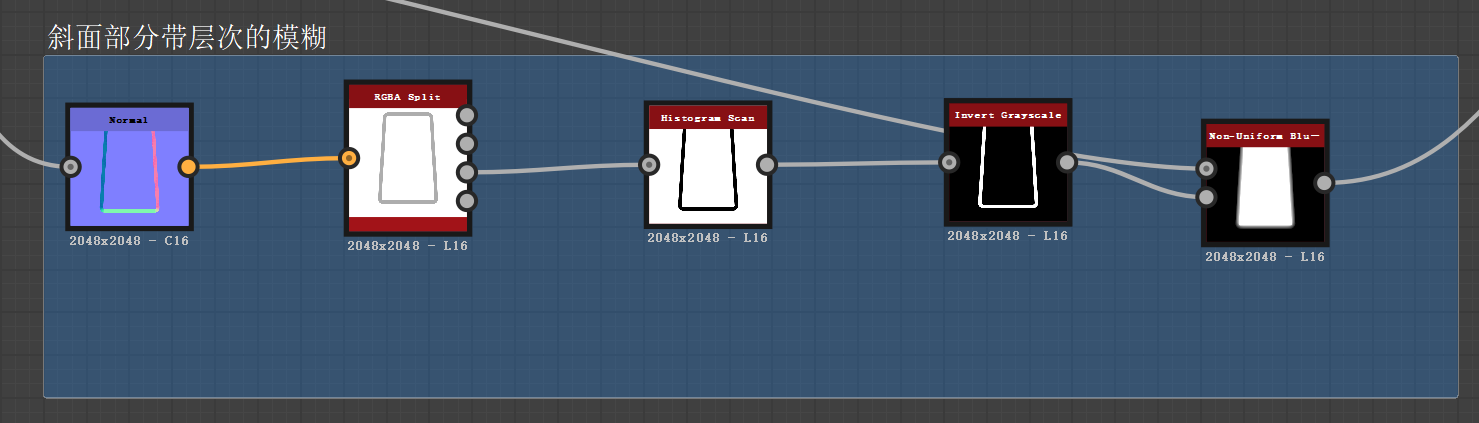 斜面部分带层次的模糊
Normal
2048x2048 - C16
RGBA Split
2048x2048 - L16
Histogram Scan
2048x2048 - L16
Invert Grayscale
2048x2048 - L16
Non-Uniform Blu—
2048x2048 - L16